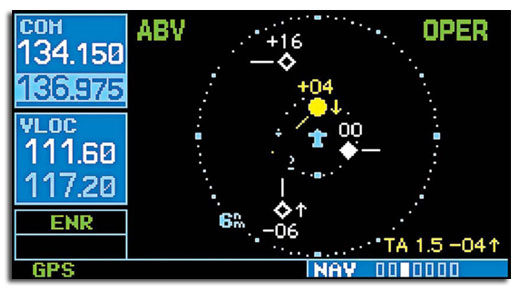 COM
134.150
136.975
VLOC
111.60
117.20
ENR
GPS
ABV
OPER
+16
+04
00
2
6nm
-06
TA 1.5 -04↑
NAV